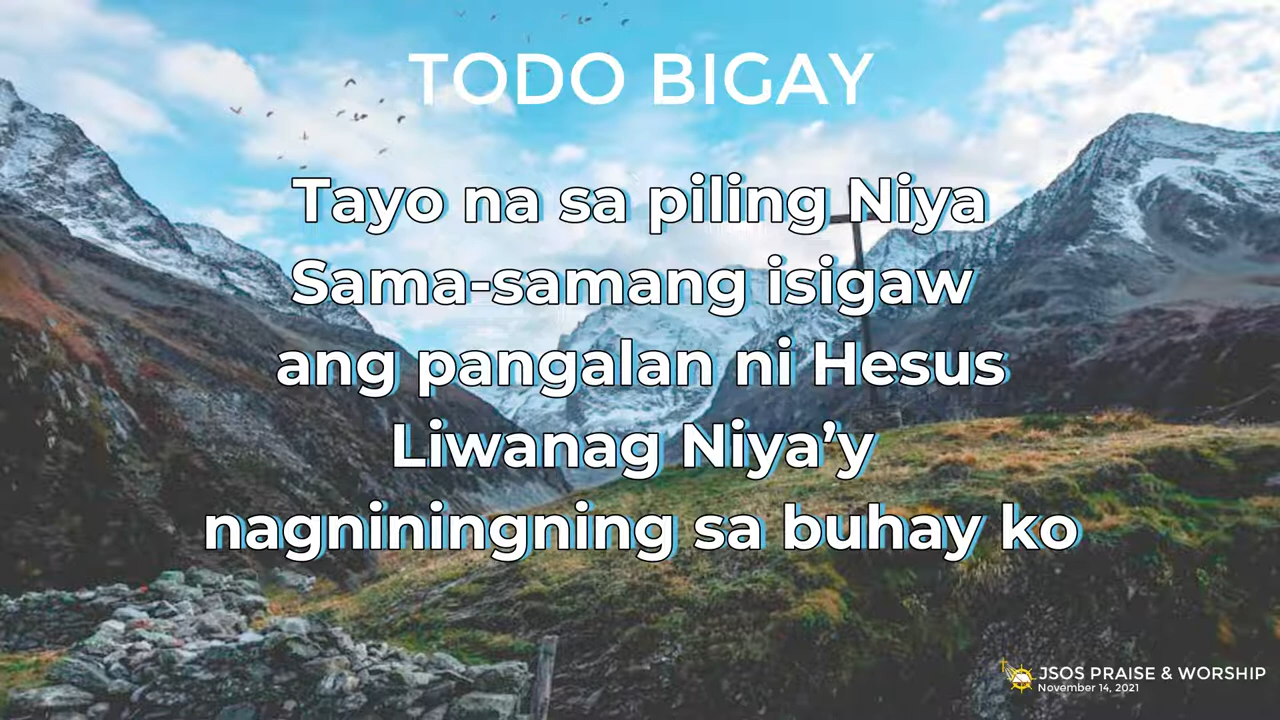 TODO BIGAY
Tayo na sa piling Niya
Sama-samang isigaw
ang pangalan ni Hesus
Liwanag Niya’y
nagniningning sa buhay ko
JSOS PRAISE & WORSHIP
November 14, 2021